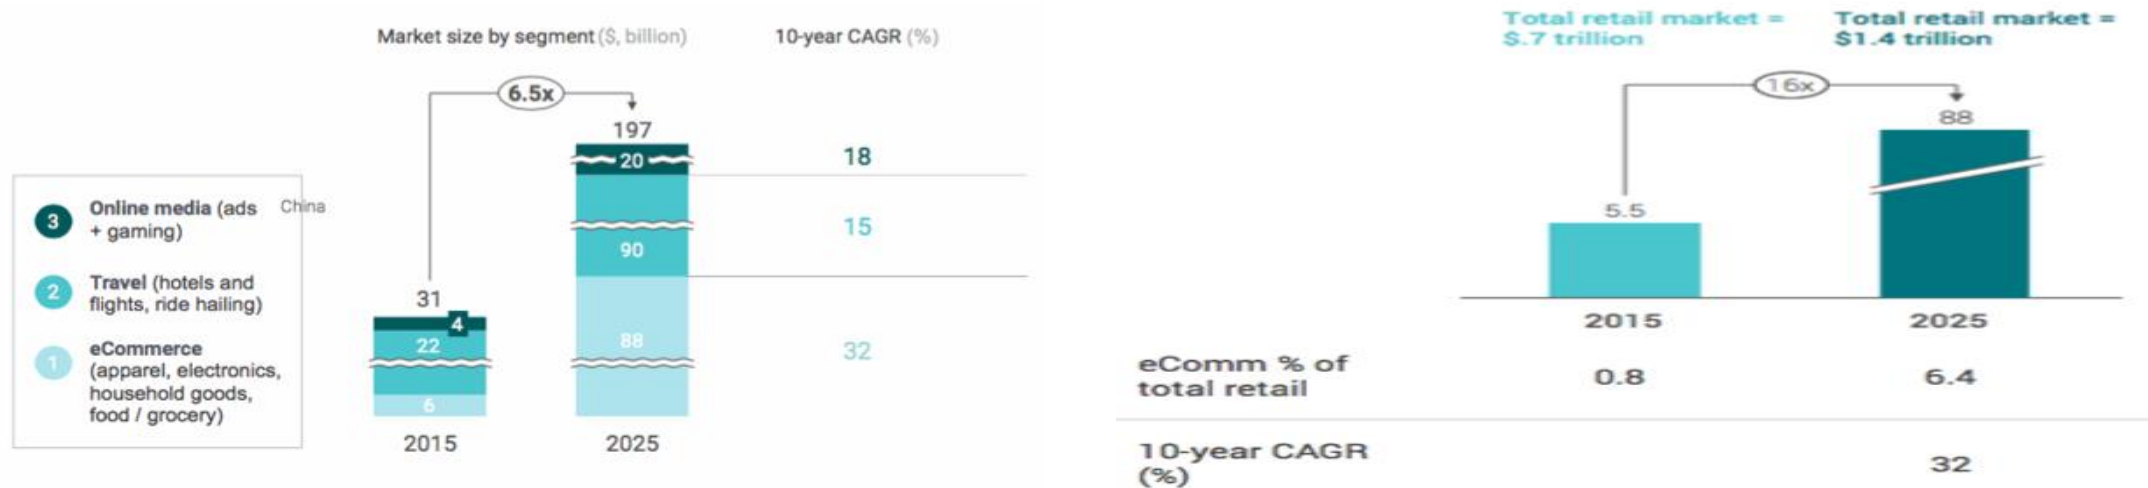 Market size by segment ($, billion)
10-year CAGR (%)
6.5x
197
20
18
90
15
88
32
31
4
22
6
2015
2025
3
Online media (ads
+ gaming)
China
2
Travel (hotels and
flights, ride hailing)
1
eCommerce
(apparel, electronics,
household goods,
food / grocery)
Total retail market =
$.7 trillion
Total retail market =
$1.4 trillion
16x
5.5
88
2015
2025
eComm % of
total retail
0.8
6.4
10-year CAGR
(%)
32